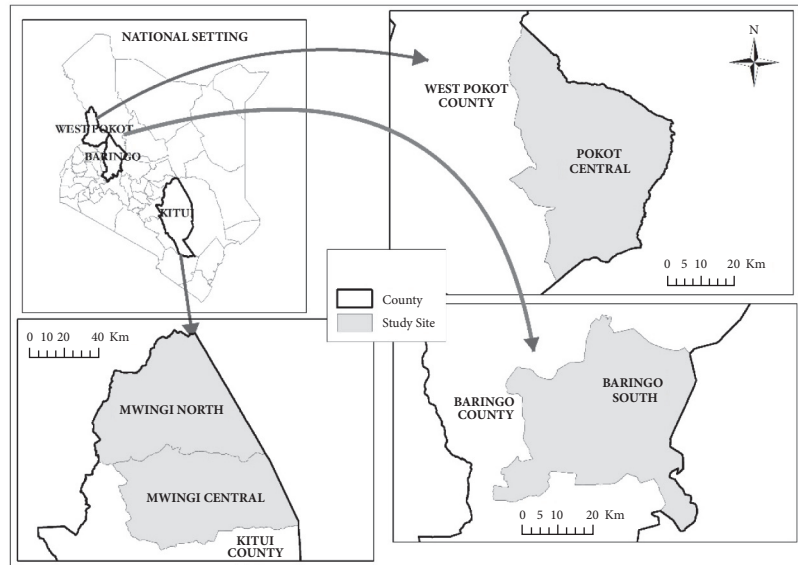 NATIONAL SETTING
WEST POKOT
BARINGO
KITUI
N
WEST POKOT
COUNTY
POKOT
CENTRAL
0 5 10 20 Km
County
Study Site
0 10 20 40 Km
MWINGI NORTH
MWINGI CENTRAL
KITUI
COUNTY
BARINGO
COUNTY
BARINGO
SOUTH
0 5 10 20 Km